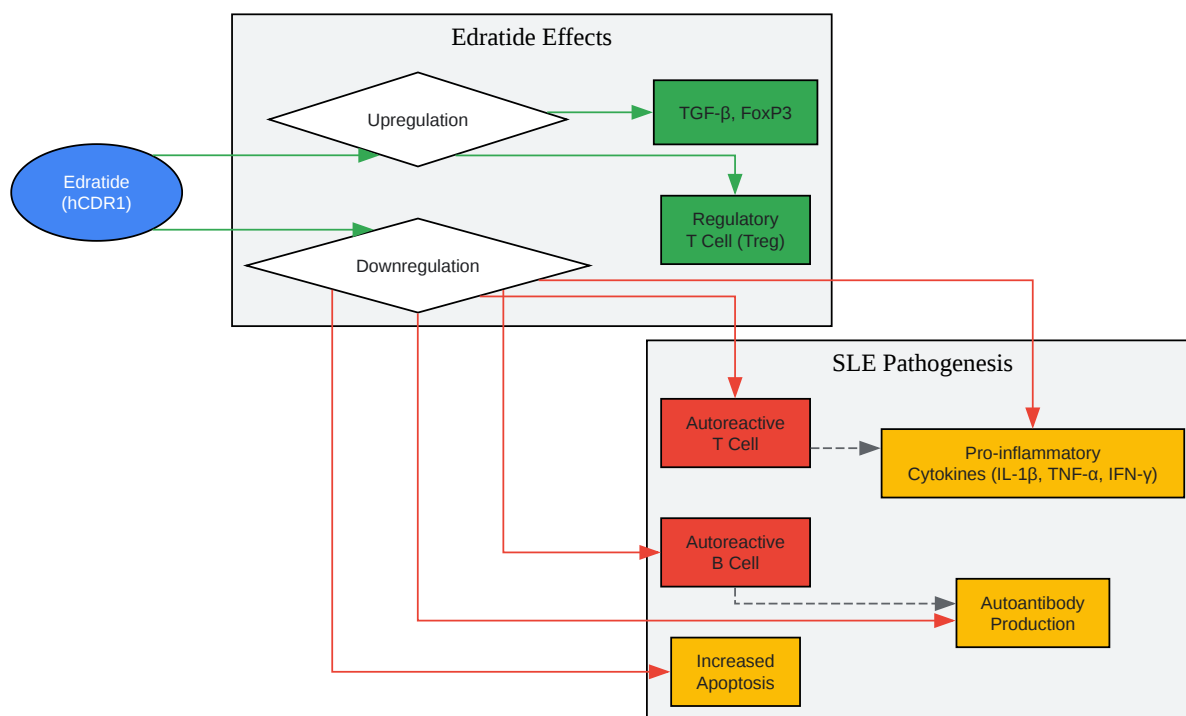 Edratide Effects
Upregulation
TGF-β, FoxP3
Edratide
(hCDR1)
Regulatory
T Cell (Treg)
Downregulation
SLE Pathogenesis
Autoreactive
T Cell
Pro-inflammatory
Cytokines (IL-1β, TNF-α, IFN-γ)
Autoreactive
B Cell
Autoantibody
Production
Increased
Apoptosis